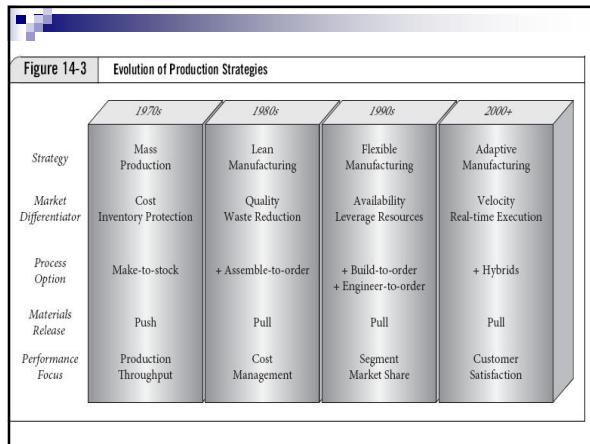 Figure 14-3 Evolution of Production Strategies
1970s 1980s 1990s 2000+
Strategy
Mass Production
Lean Manufacturing
Flexible Manufacturing
Adaptive Manufacturing
Market Differentiator
Cost
Inventory Protection
Quality
Waste Reduction
Availability
Leverage Resources
Velocity
Real-time Execution
Process Option
Make-to-stock
+ Assemble-to-order
+ Build-to-order
+ Engineer-to-order
+ Hybrids
Materials Release
Push
Pull
Pull
Pull
Performance Focus
Production Throughput
Cost Management
Segment Market Share
Customer Satisfaction